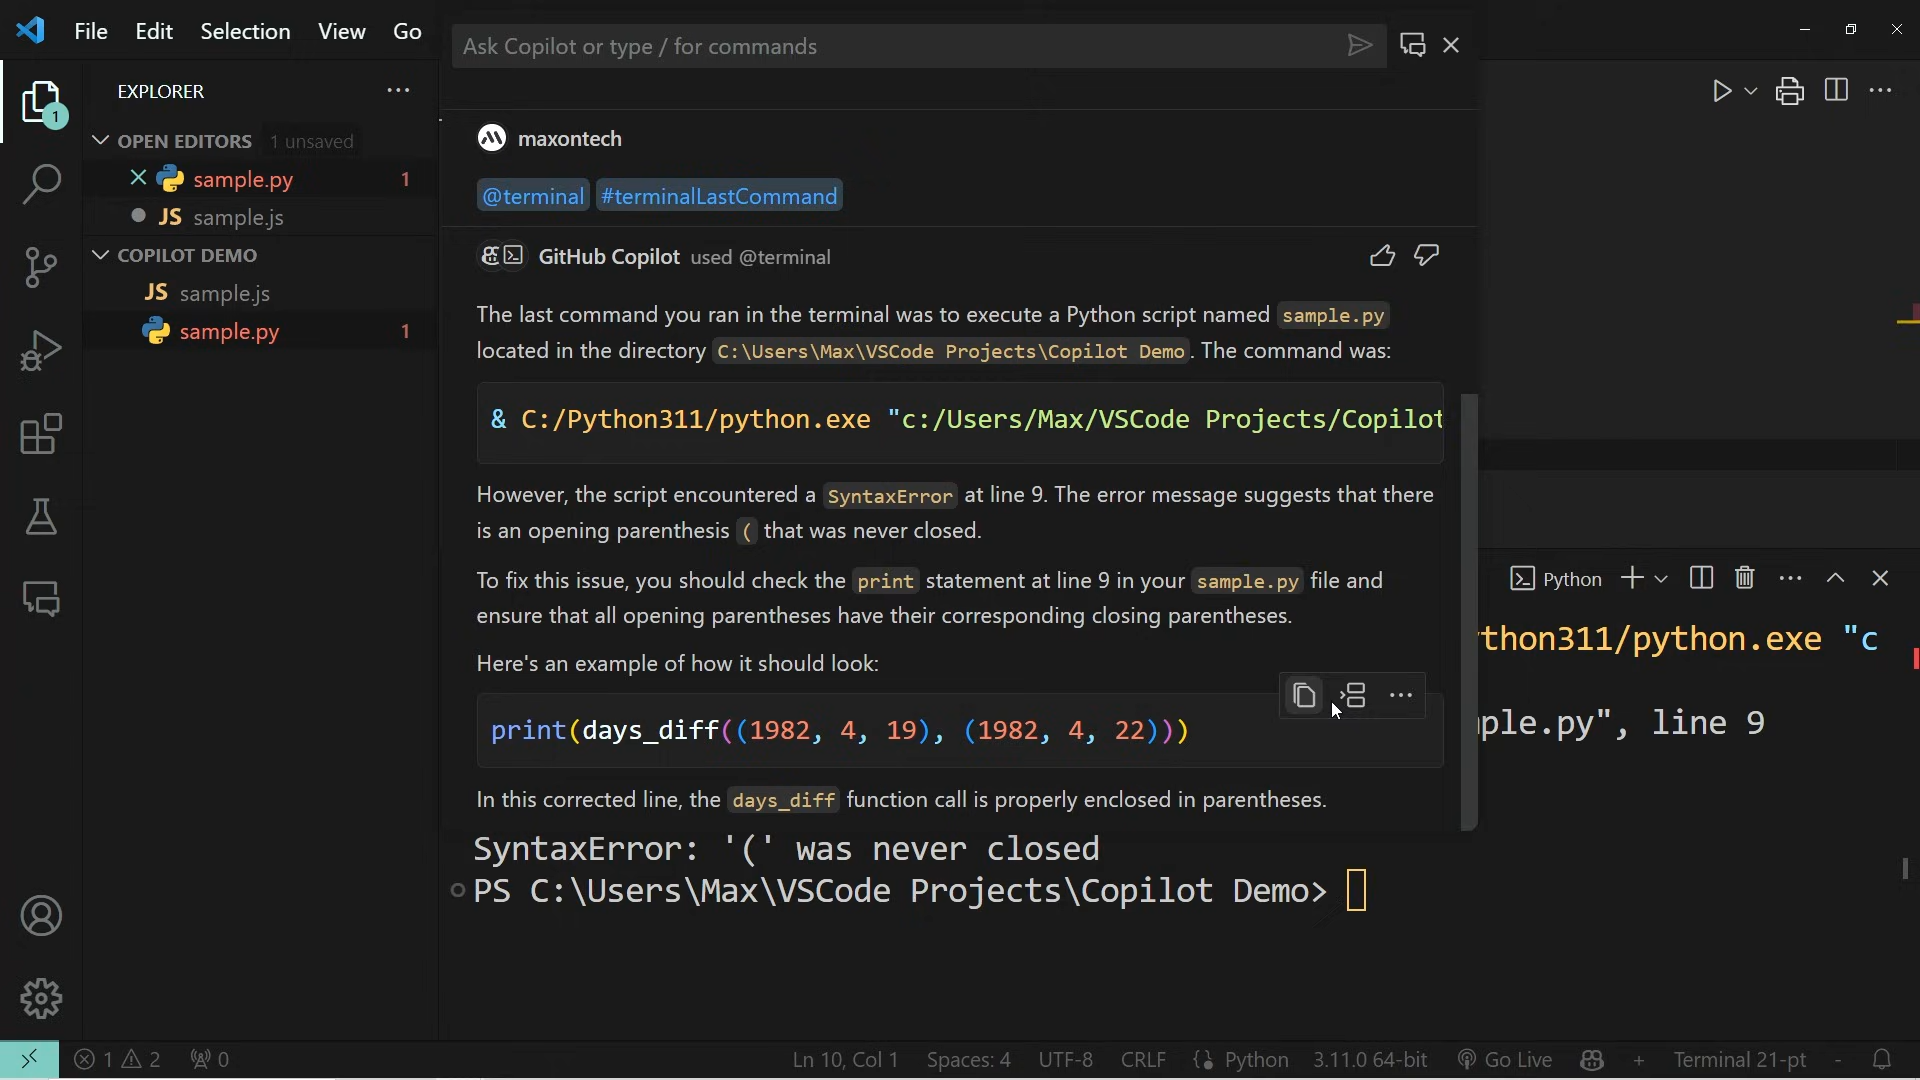 File Edit Selection View Go
Ask Copilot or type / for commands
EXPLORER
OPEN EDITORS 1 unsaved
sample.py 1
JS sample.js
COPILOT DEMO
JS sample.js
sample.py 1
1
maxontech
@terminal #terminalLastCommand
GitHub Copilot used @terminal
The last command you ran in the terminal was to execute a Python script named sample.py
located in the directory C:\Users\Max\VSCode Projects\Copilot Demo. The command was:
& C:/Python311/python.exe "c:/Users/Max/VSCode Projects/Copilot
However, the script encountered a SyntaxError at line 9. The error message suggests that there
is an opening parenthesis ( that was never closed.
To fix this issue, you should check the print statement at line 9 in your sample.py file and
ensure that all opening parentheses have their corresponding closing parentheses.
Here's an example of how it should look:
print(days_diff((1982, 4, 19), (1982, 4, 22)))
In this corrected line, the days_diff function call is properly enclosed in parentheses.
Python
thon311/python.exe "c
ple.py", line 9
SyntaxError: '(' was never closed
PS C:\Users\Max\VSCode Projects\Copilot Demo>
1 2 0 Ln 10, Col 1 Spaces: 4 UTF-8 CRLF Python 3.11.0 64-bit Go Live + Terminal 21-pt -